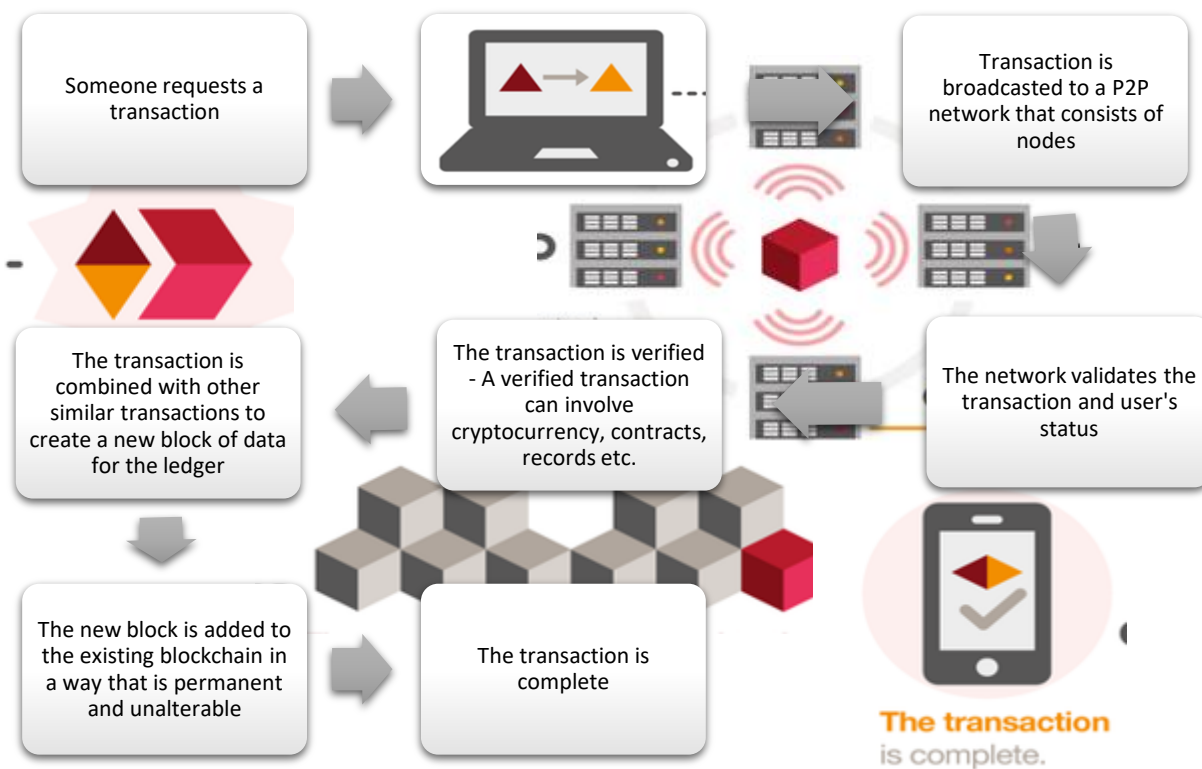 Someone requests a
transaction
Transaction is
broadcasted to a P2P
network that consists of
nodes
The network validates the
transaction and user's
status
The transaction is verified
- A verified transaction
can involve
cryptocurrency, contracts,
records etc.
The transaction is
combined with other
similar transactions to
create a new block of data
for the ledger
The new block is added to
the existing blockchain in
a way that is permanent
and unalterable
The transaction is
complete
The transaction
is complete.